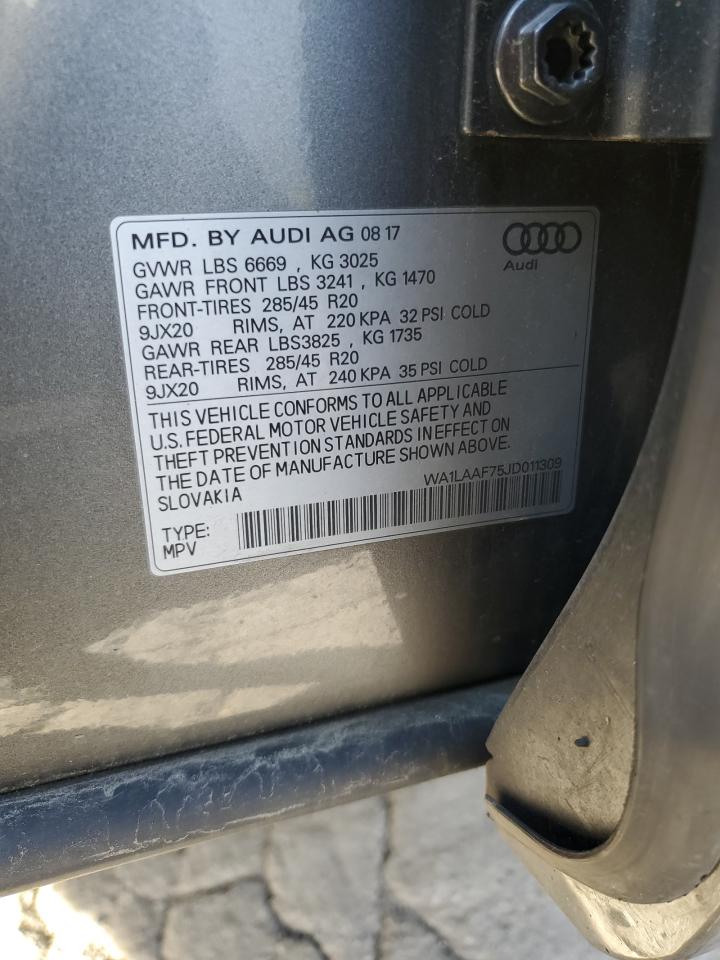 MFD. BY AUDI AG 08 17
Audi
GVWR LBS 6669 , KG 3025
GAWR FRONT LBS 3241 , KG 1470
FRONT-TIRES 285/45 R20
9JX20 RIMS, AT 220 KPA 32 PSI COLD
GAWR REAR LBS3825 , KG 1735
REAR-TIRES 285/45 R20
9JX20 RIMS, AT 240 KPA 35 PSI COLD
THIS VEHICLE CONFORMS TO ALL APPLICABLE
U.S. FEDERAL MOTOR VEHICLE SAFETY AND
THEFT PREVENTION STANDARDS IN EFFECT ON
THE DATE OF MANUFACTURE SHOWN ABOVE.
SLOVAKIA
WA1LAAF75JD011309
TYPE:
MPV